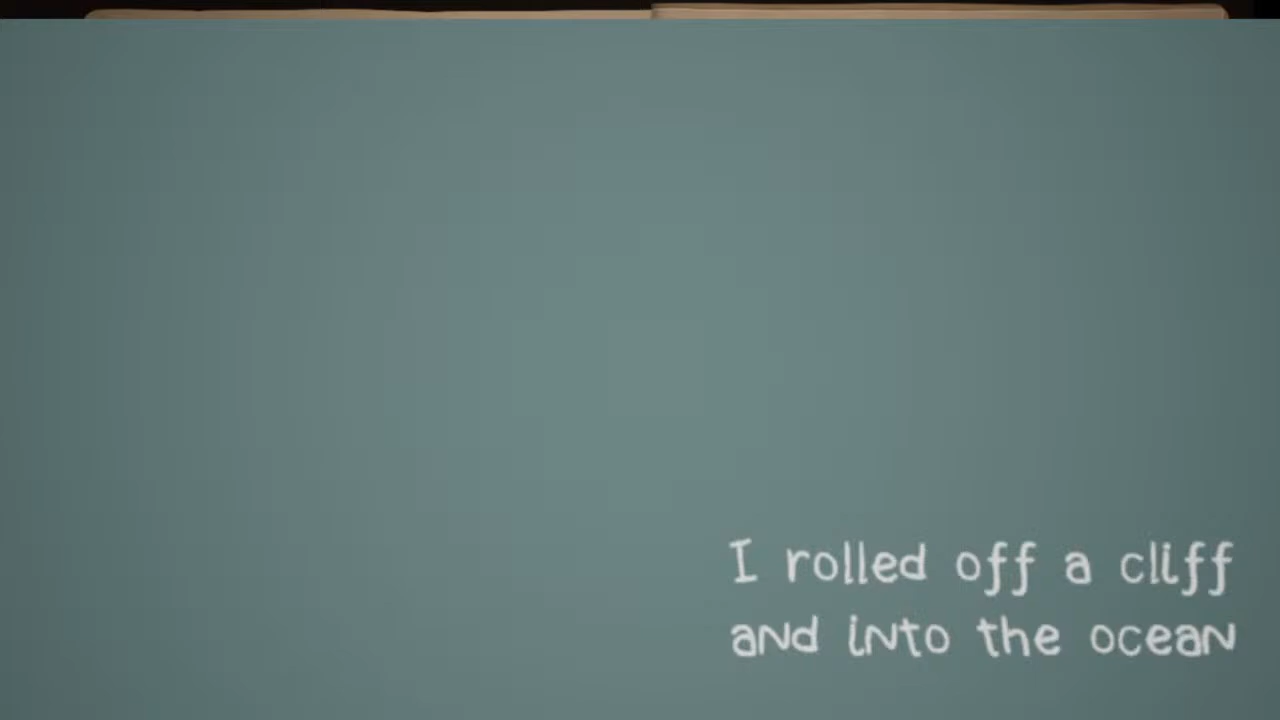 I rolled off a cliff
and into the ocean